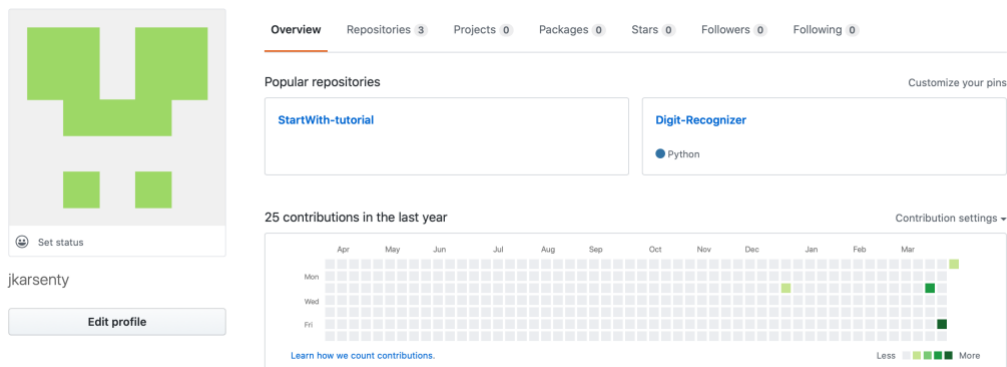 Overview Repositories 3 Projects 0 Packages 0 Stars 0 Followers 0 Following 0
Popular repositories Customize your pins
StartWith-tutorial Digit-Recognizer
Python
25 contributions in the last year Contribution settings
Set status
Apr May Jun Jul Aug Sep Oct Nov Dec Jan Feb Mar
jkarsenty
Mon
Wed
Edit profile
Fri
Learn how we count contributions. Less More